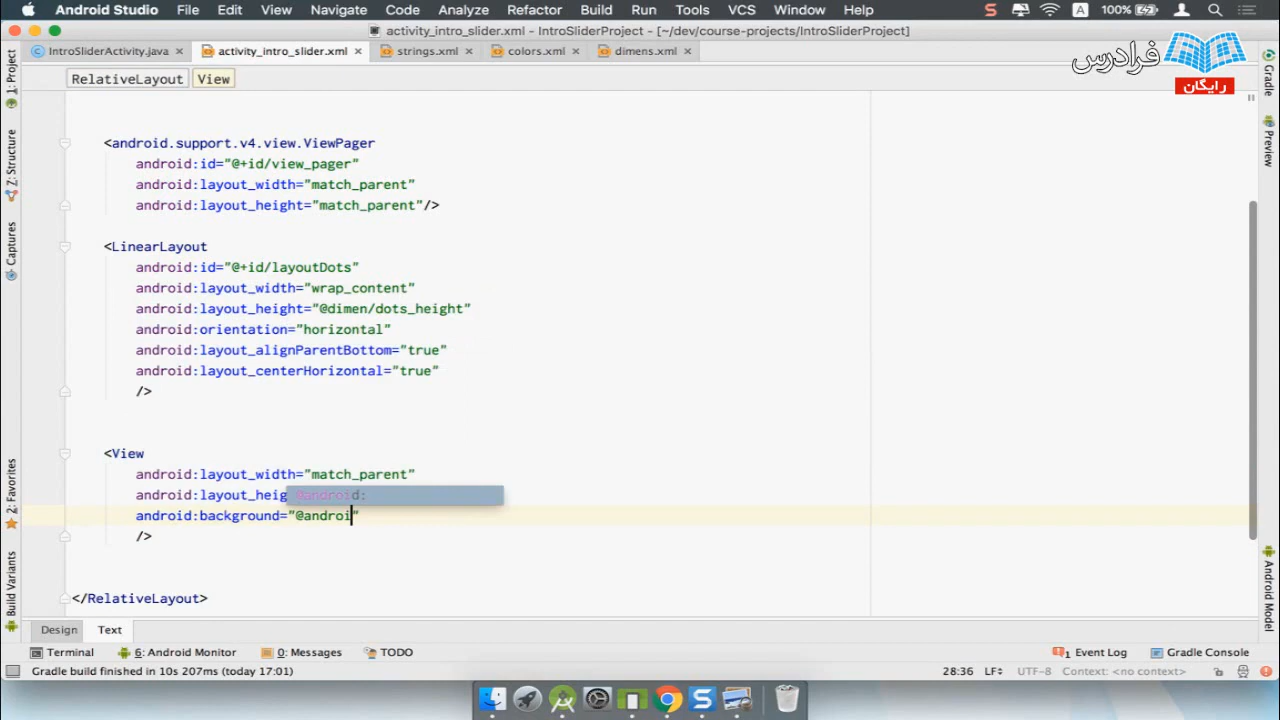 Android Studio File Edit View Navigate Code Analyze Refactor Build Run Tools VCS Window Help S A 100%
activity_intro_slider.xml - IntroSliderProject - [~/dev/course-projects/IntroSliderProject]
IntroSliderActivity.java activity_intro_slider.xml strings.xml colors.xml dimens.xml
فرادرس
رایگان
RelativeLayout View
1: Project
Z: Structure
Captures
2: Favorites
Build Variants
Gradle
Preview
Android Model
<android.support.v4.view.ViewPager
android:id="@+id/view_pager"
android:layout_width="match_parent"
android:layout_height="match_parent"/>
<LinearLayout
android:id="@+id/layoutDots"
android:layout_width="wrap_content"
android:layout_height="@dimen/dots_height"
android:orientation="horizontal"
android:layout_alignParentBottom="true"
android:layout_centerHorizontal="true"
/>
<View
android:layout_width="match_parent"
android:layout_heig @android:
android:background="@androi"
/>
</RelativeLayout>
Design Text
Terminal 6: Android Monitor 0: Messages TODO 1 Event Log Gradle Console
Gradle build finished in 10s 207ms (today 17:01) 28:36 LF÷ UTF-8 Context: <no context>